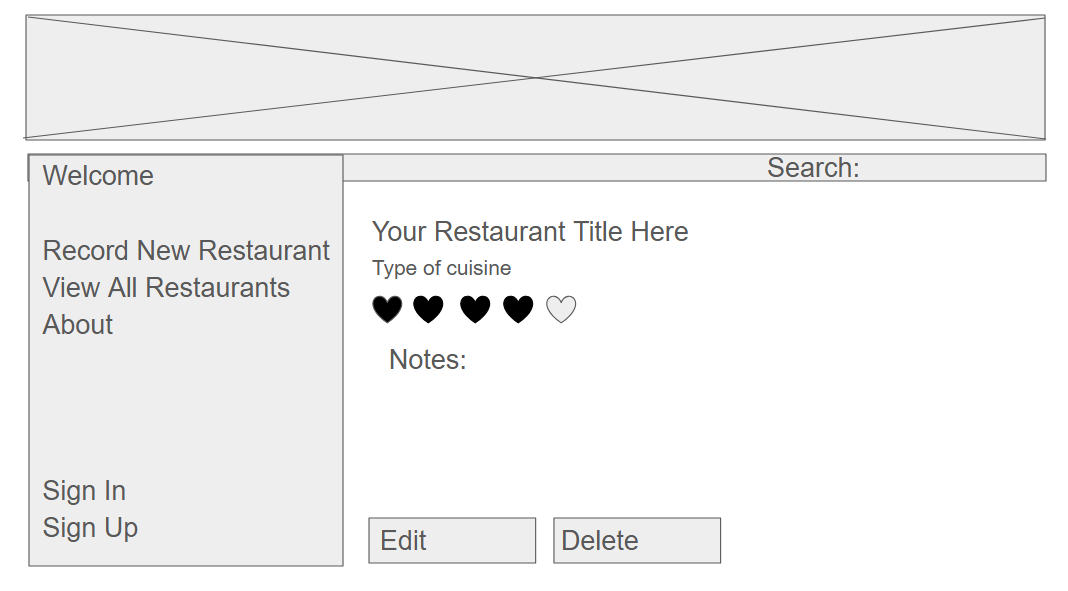 Search:
Welcome
Record New Restaurant
View All Restaurants
About
Sign In
Sign Up
Your Restaurant Title Here
Type of cuisine
Notes:
Edit
Delete